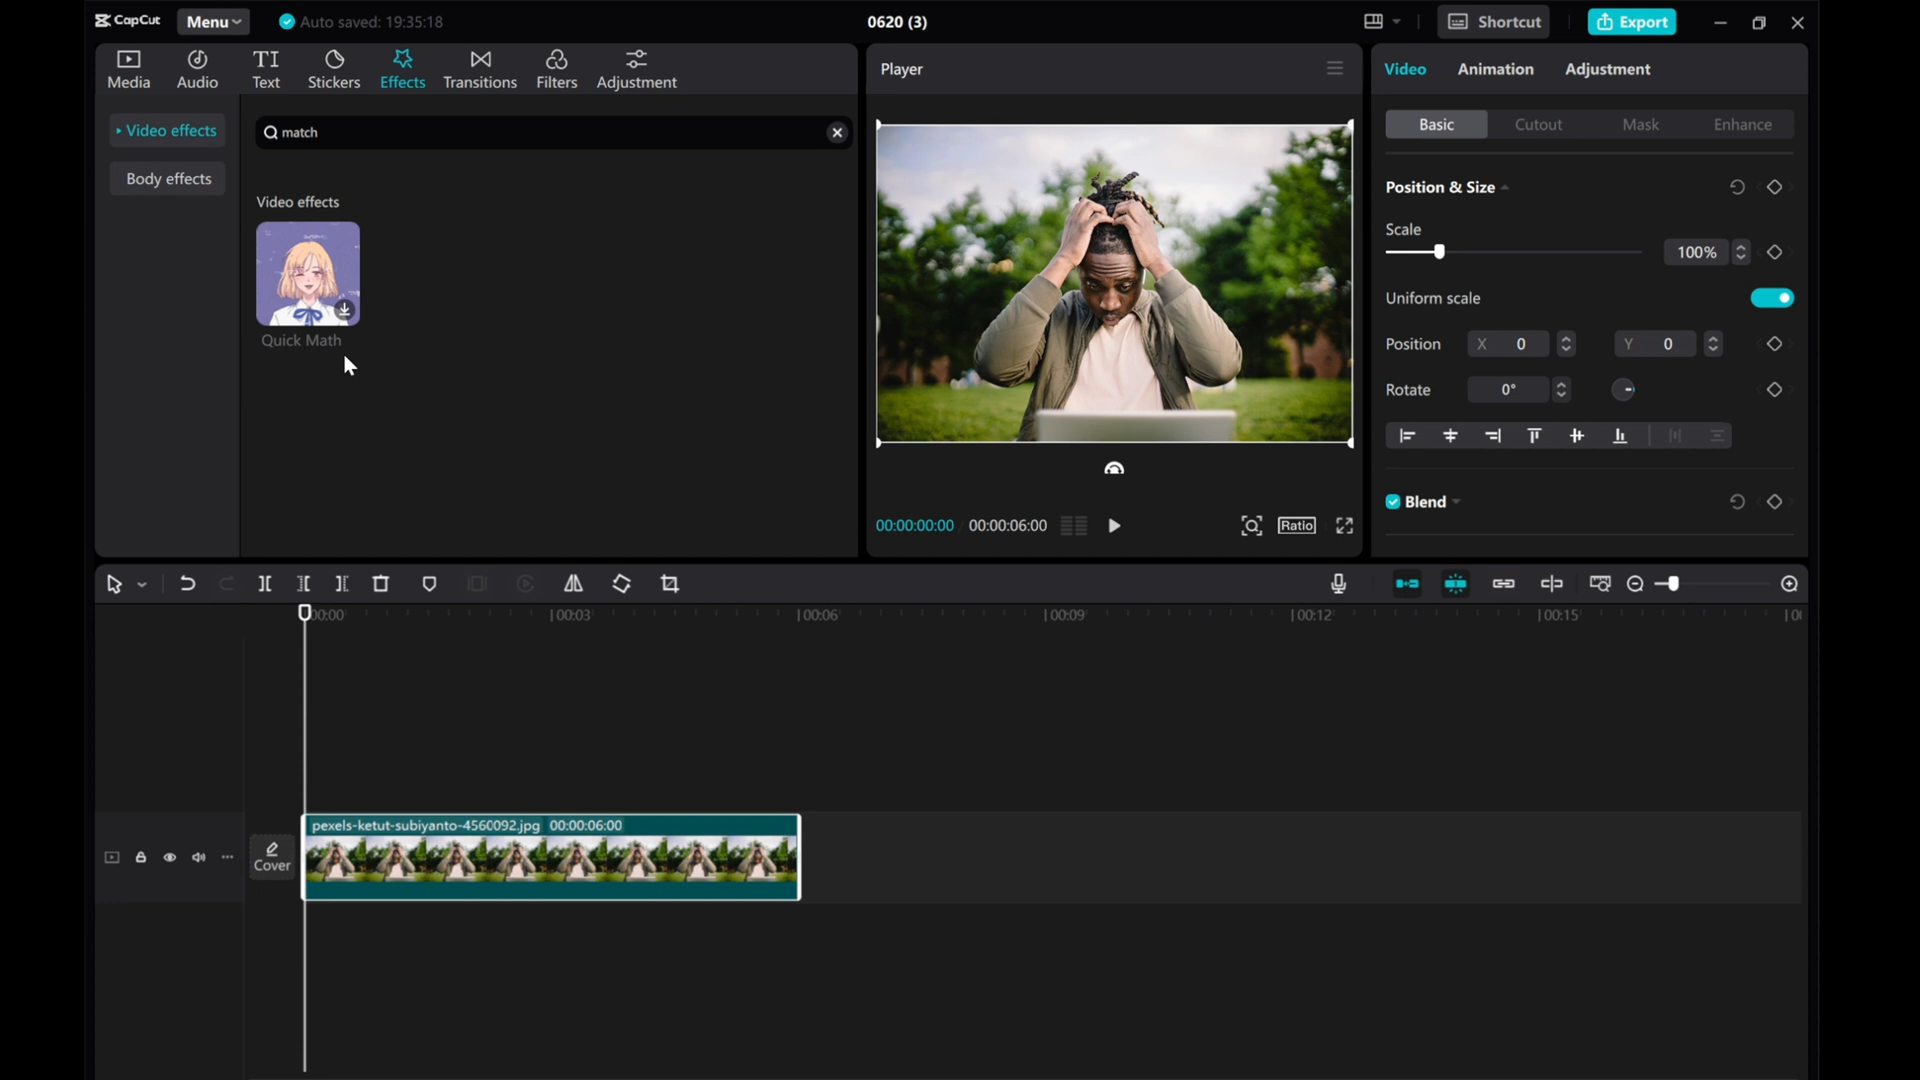 CapCut
Menu
Auto saved: 19:35:18
0620 (3)
Shortcut
Export
Media
Audio
TI
Text
Stickers
Effects
Transitions
Filters
Adjustment
Video effects
Body effects
match
Video effects
Quick Math
Player
00:00:00:00
00:00:06:00
Ratio
Video
Animation
Adjustment
Basic
Cutout
Mask
Enhance
Position & Size
Scale
100%
Uniform scale
Position
X 0
Y 0
Rotate
0°
Blend
00:00
00:03
00:06
00:09
00:12
00:15
Cover
pexels-ketut-subiyanto-4560092.jpg 00:00:06:00